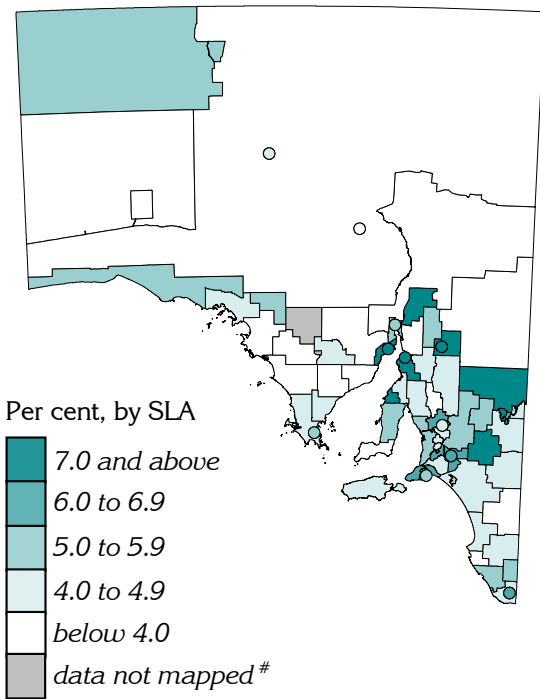 Per cent, by SLA
7.0 and above
6.0 to 6.9
5.0 to 5.9
4.0 to 4.9
below 4.0
data not mapped #